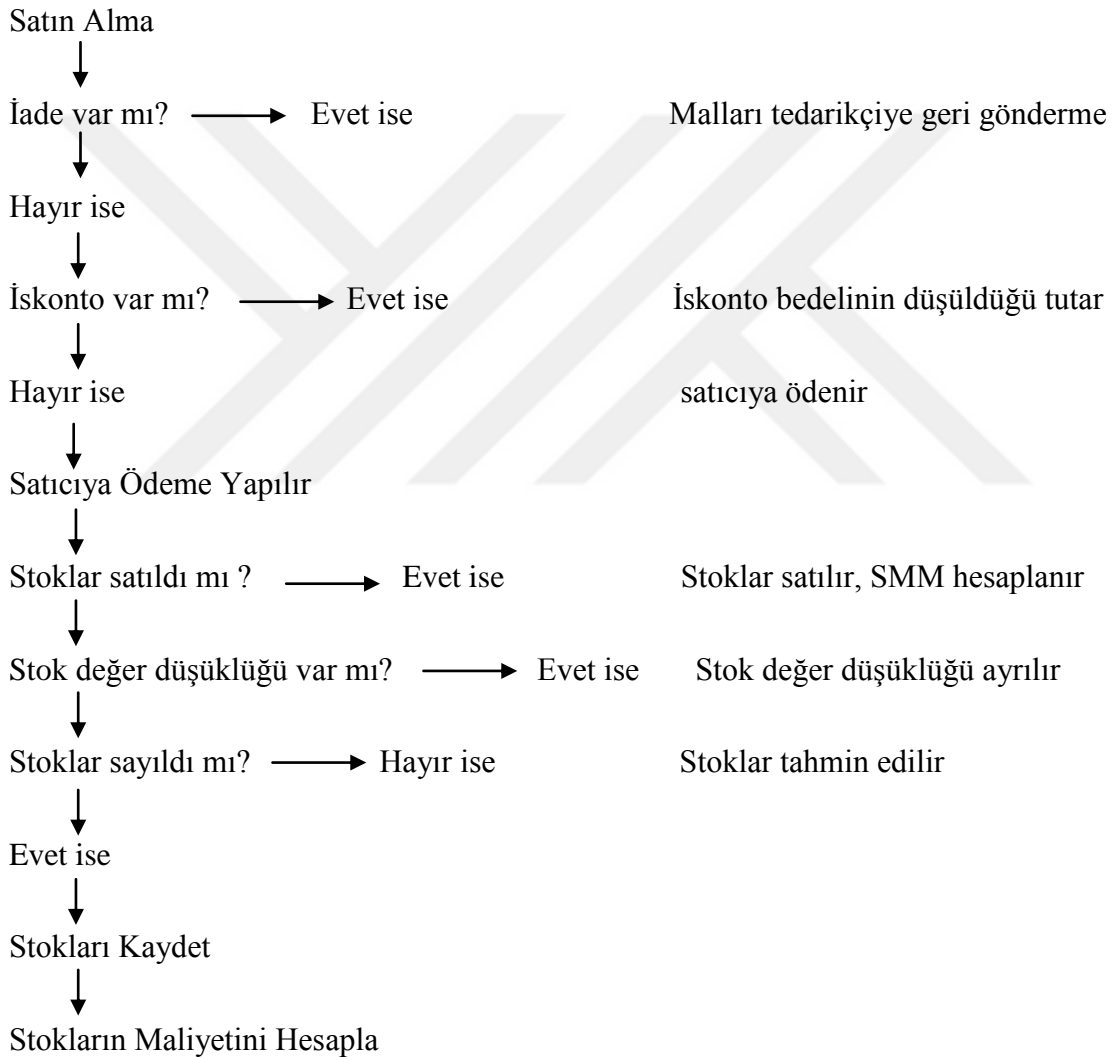 Satın Alma
İade var mı? Evet ise Malları tedarikçiye geri gönderme
Hayır ise
İskonto var mı? Evet ise İskonto bedelinin düşüldüğü tutar
Hayır ise satıcıya ödenir
Satıcıya Ödeme Yapılır
Stoklar satıldı mı ? Evet ise Stoklar satılır, SMM hesaplanır
Stok değer düşüklüğü var mı? Evet ise Stok değer düşüklüğü ayrılır
Stoklar sayıldı mı? Hayır ise Stoklar tahmin edilir
Evet ise
Stokları Kaydet
Stokların Maliyetini Hesapla